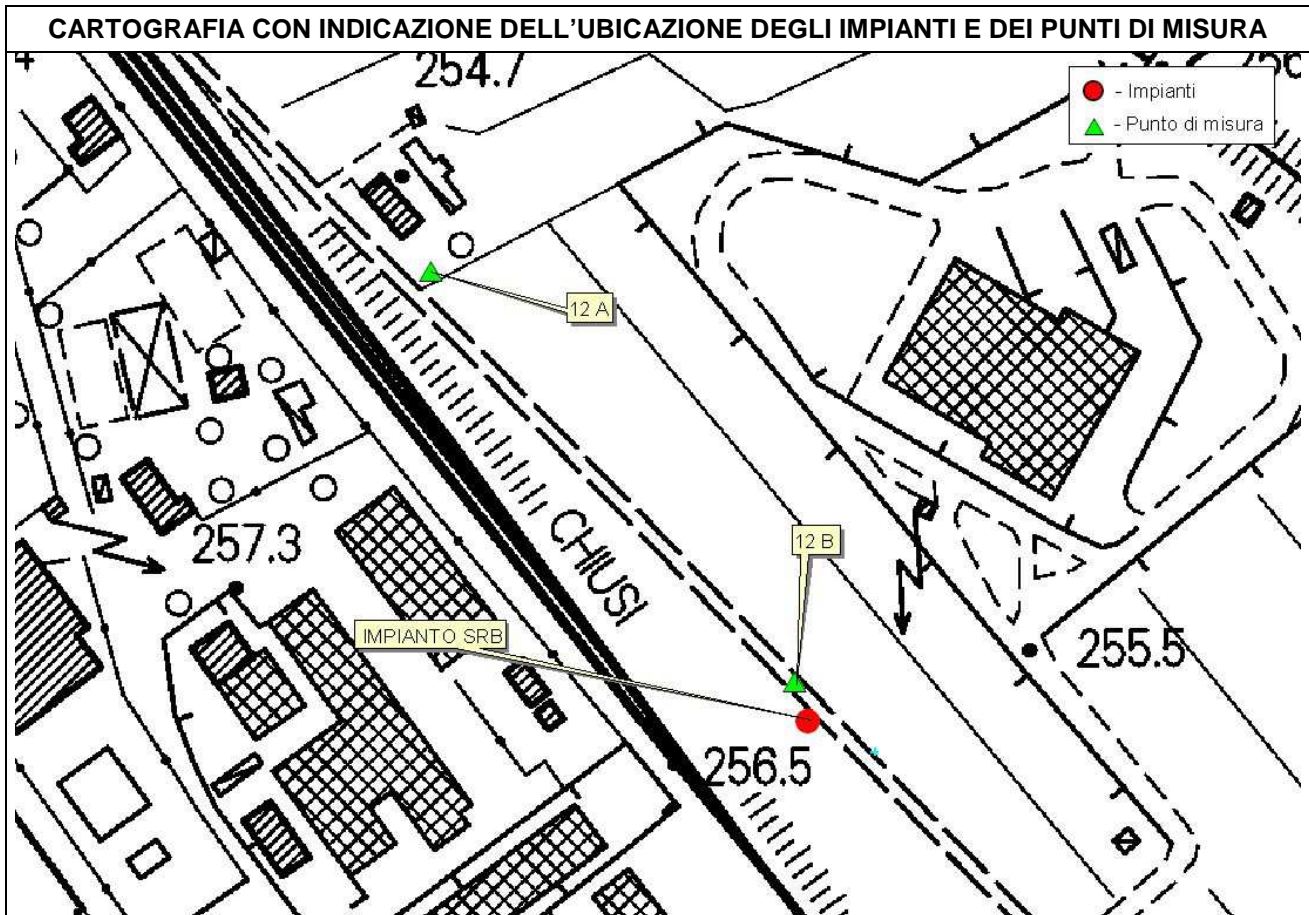 CARTOGRAFIA CON INDICAZIONE DELL'UBICAZIONE DEGLI IMPIANTI E DEI PUNTI DI MISURA
254.7
- Impianti
- Punto di misura
12 A
CHIUSI
257.3
12 B
IMPIANTO SRB
255.5
256.5